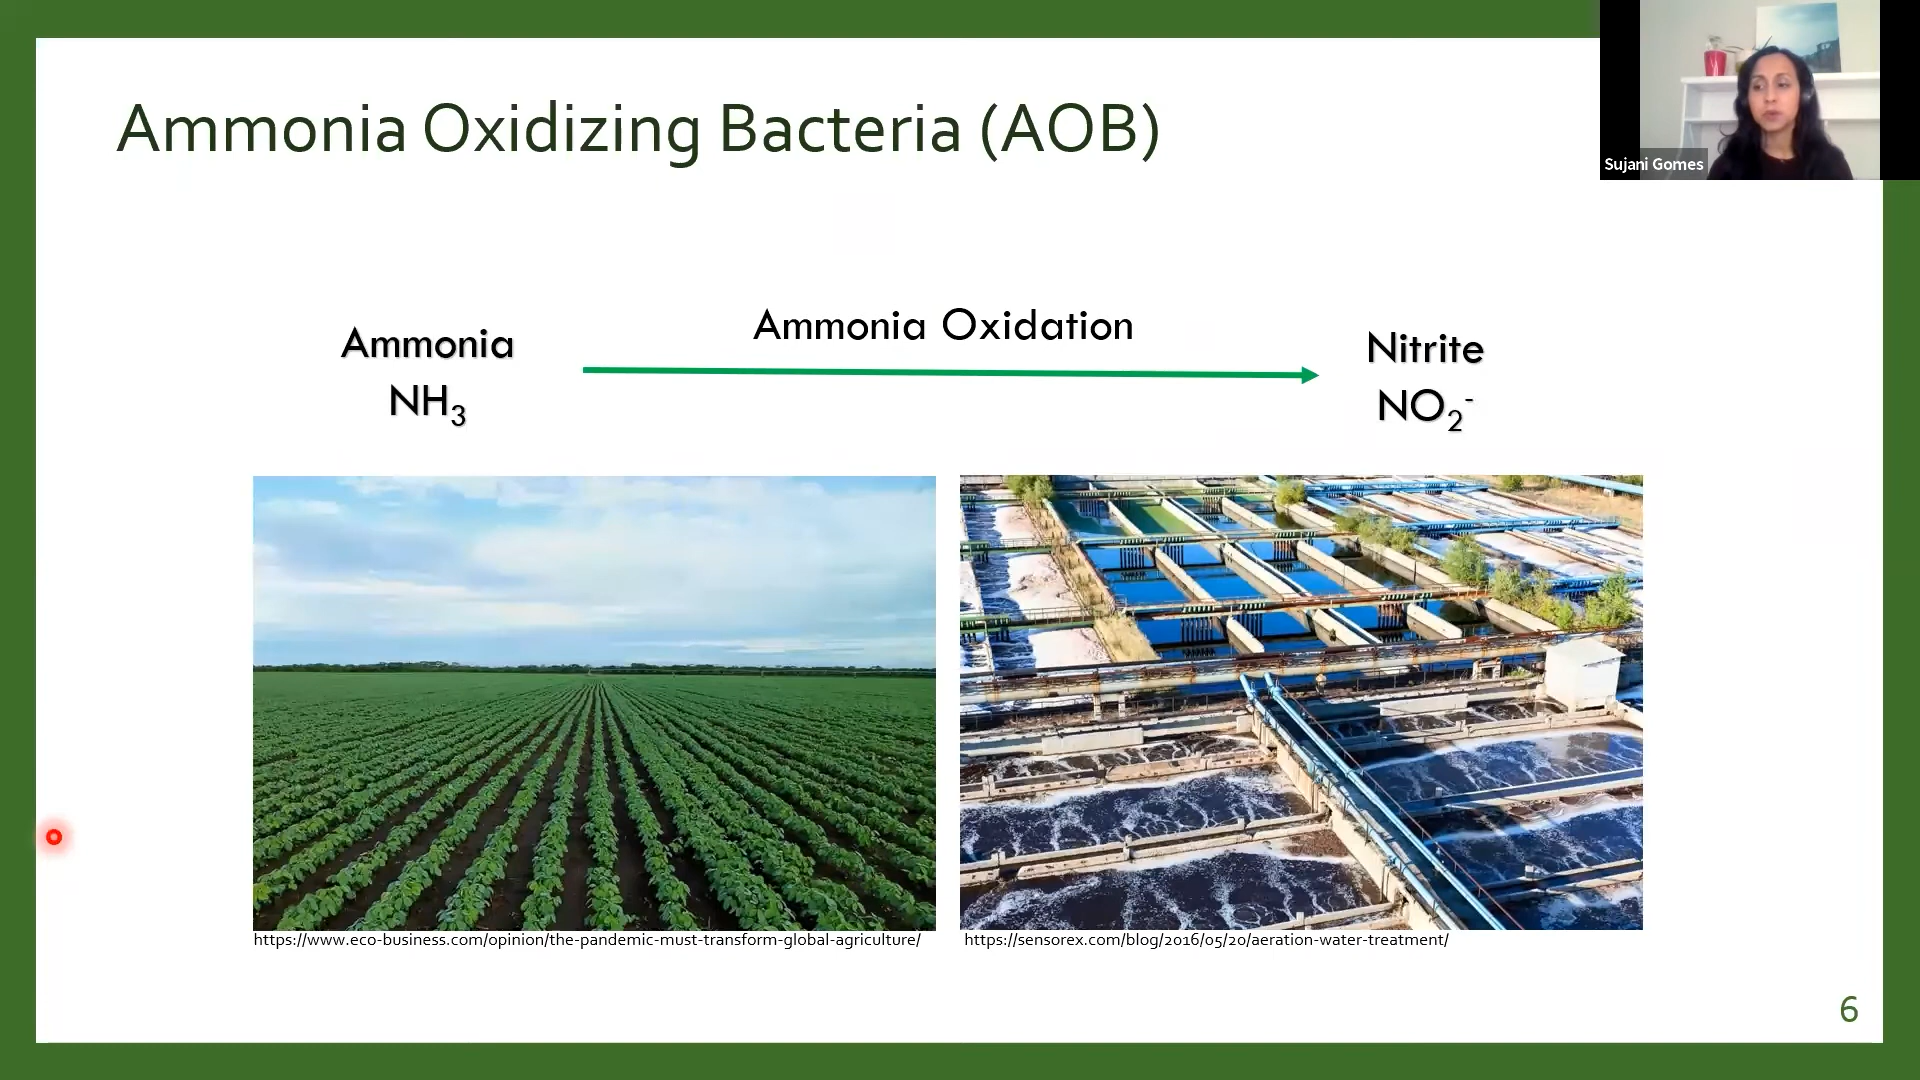 Ammonia Oxidizing Bacteria (AOB)
Sujani Gomes
Ammonia
NH₃
Ammonia Oxidation
Nitrite
NO₂⁻
https://www.eco-business.com/opinion/the-pandemic-must-transform-global-agriculture/
https://sensorex.com/blog/2016/05/20/aeration-water-treatment/
6